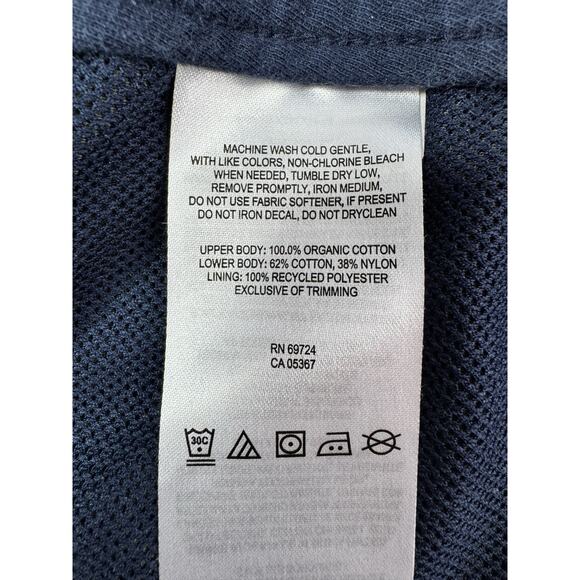 MACHINE WASH COLD GENTLE,
WITH LIKE COLORS, NON-CHLORINE BLEACH
WHEN NEEDED, TUMBLE DRY LOW,
REMOVE PROMPTLY, IRON MEDIUM,
DO NOT USE FABRIC SOFTENER, IF PRESENT
DO NOT IRON DECAL, DO NOT DRYCLEAN
UPPER BODY: 100.0% ORGANIC COTTON
LOWER BODY: 62% COTTON, 38% NYLON
LINING: 100% RECYCLED POLYESTER
EXCLUSIVE OF TRIMMING
RN 69724
CA 05367
30C